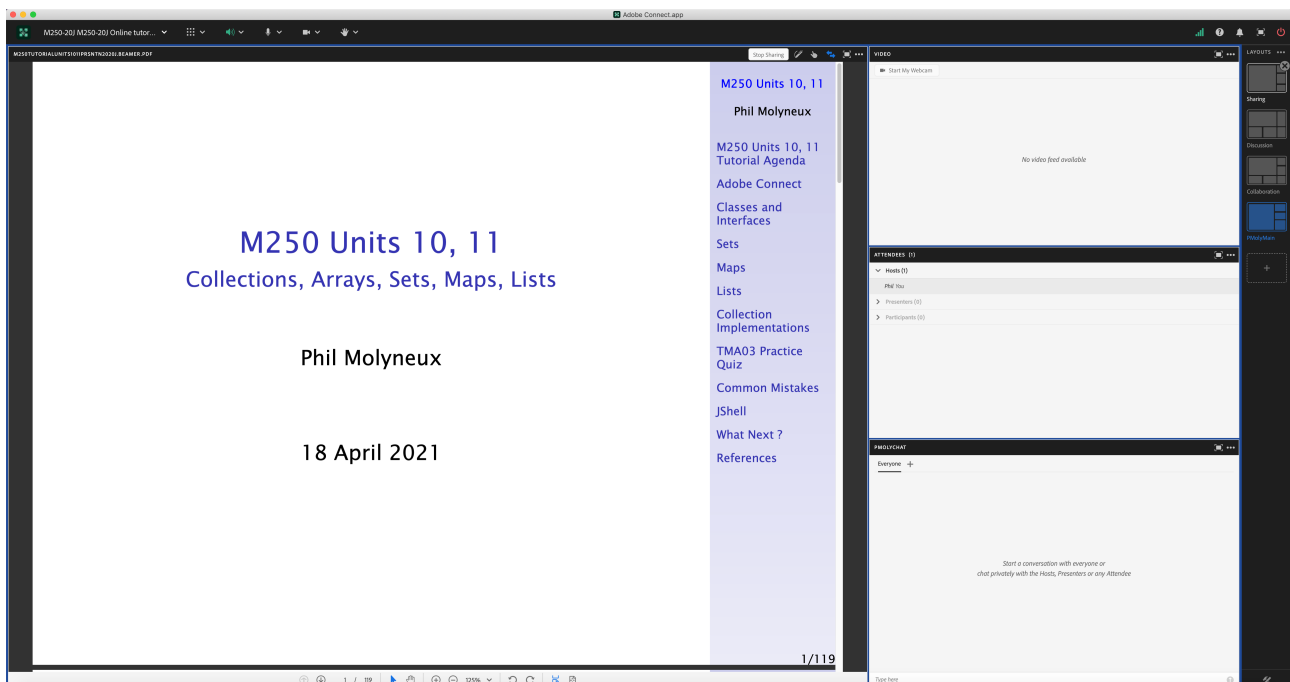 Adobe Connect.app
M250-20J M250-20J Online tutor...
M250TUTORIALUNITS1011PRSNTN2020J.BEAMER.PDF
Stop Sharing
M250 Units 10, 11
Collections, Arrays, Sets, Maps, Lists
Phil Molyneux
18 April 2021
M250 Units 10, 11
Phil Molyneux
M250 Units 10, 11
Tutorial Agenda
Adobe Connect
Classes and
Interfaces
Sets
Maps
Lists
Collection
Implementations
TMA03 Practice
Quiz
Common Mistakes
JShell
What Next ?
References
1/119
1 / 119
125%
VIDEO
Start My Webcam
No video feed available
ATTENDEES (1)
Hosts (1)
Phil You
Presenters (0)
Participants (0)
PMOLYCHAT
Everyone
Start a conversation with everyone or
chat privately with the Hosts, Presenters or any Attendee
Type here
LAYOUTS
Sharing
Discussion
Collaboration
PMolyMain